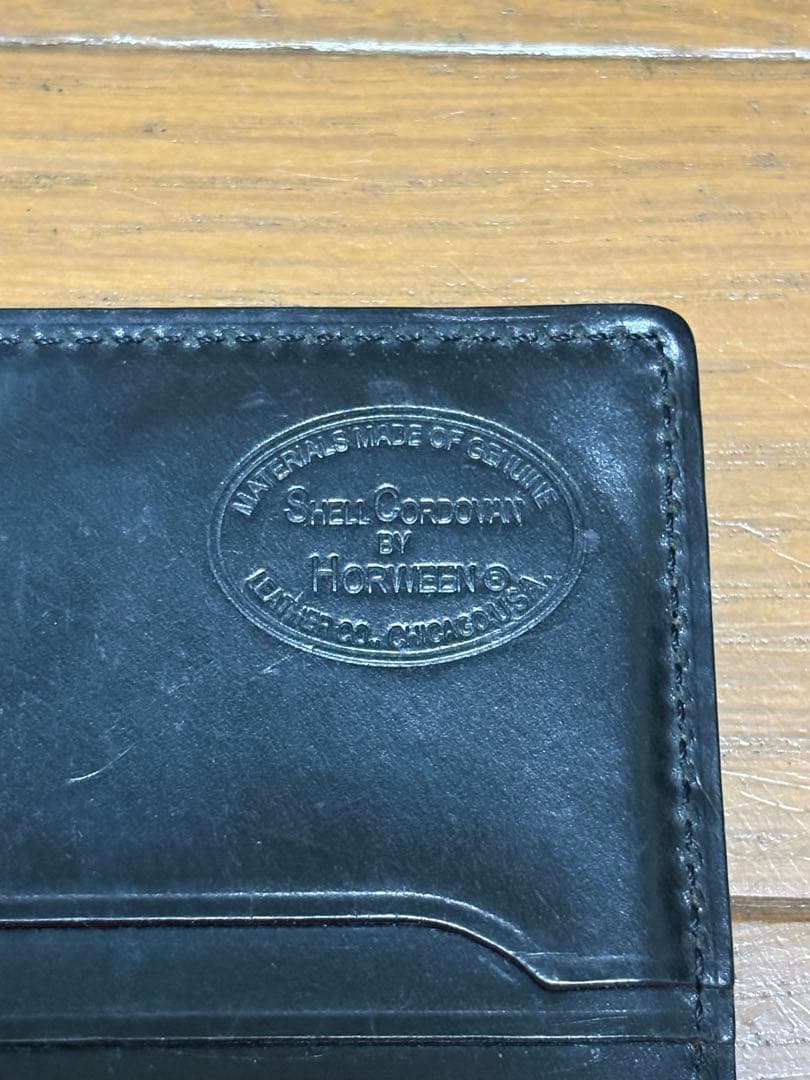 MATERIALS MADE OF GENUINE
SHELL CORDOVAN
BY
HORWEEN ®
LEATHER CO., CHICAGO USA.